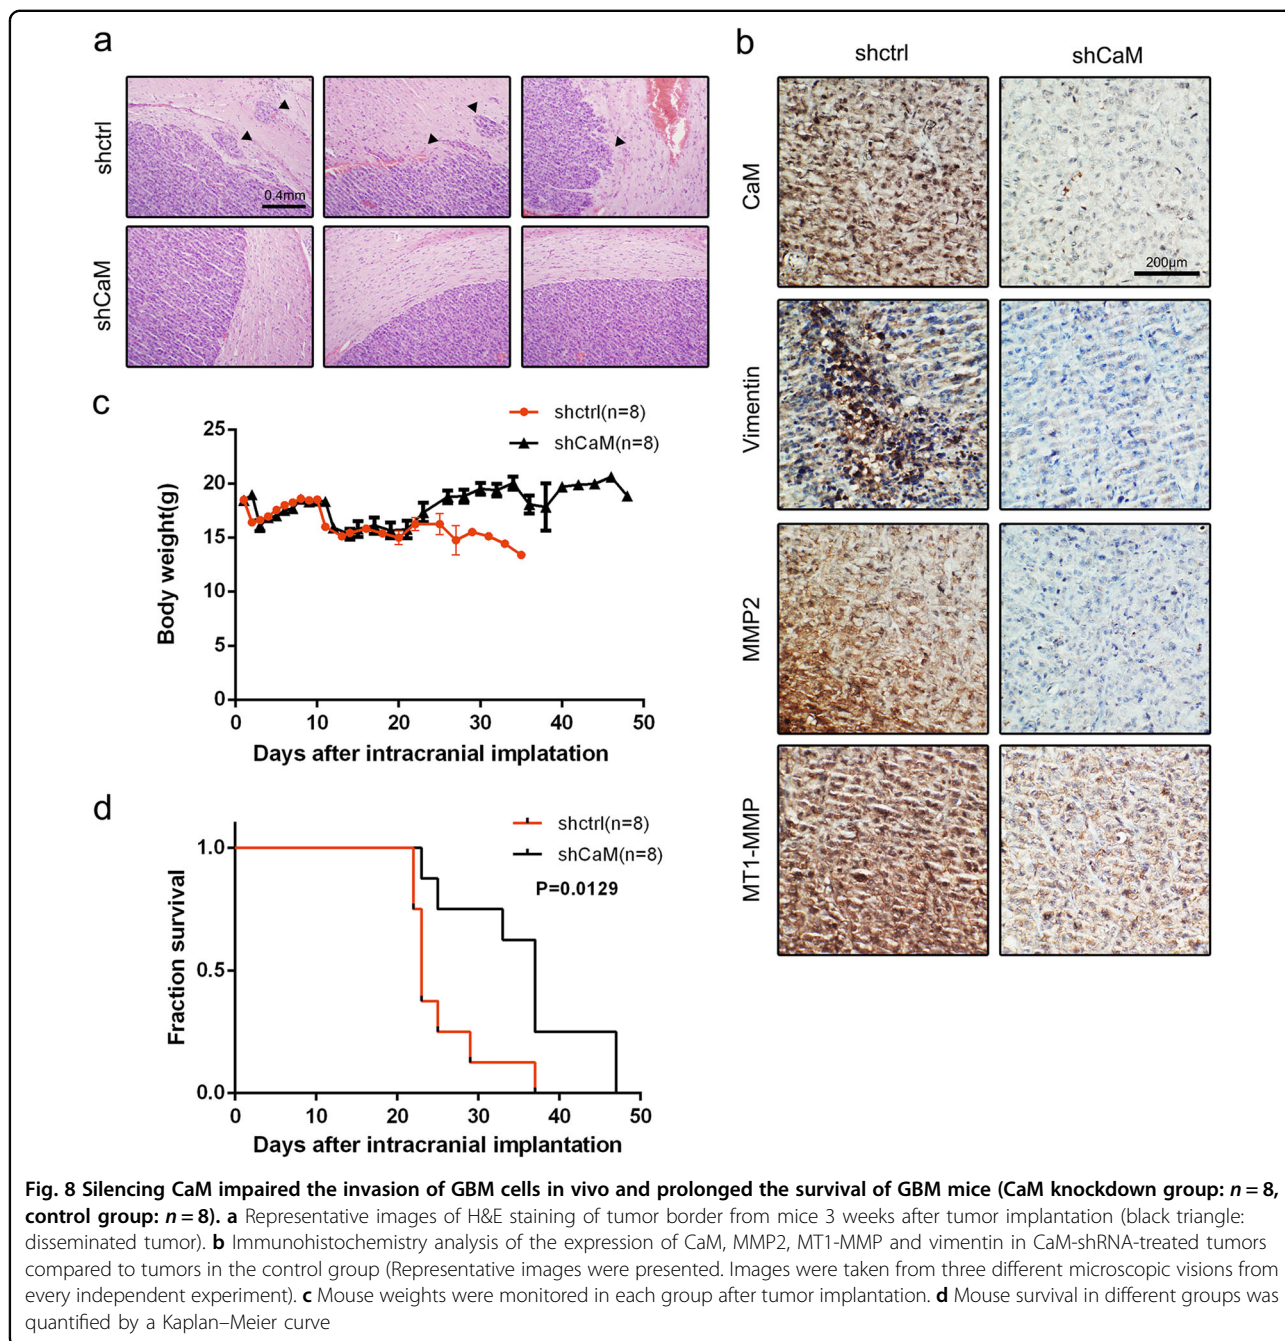 a
shctrl
0.4mm
shCaM
b
shctrl
shCaM
CaM
200μm
Vimentin
MMP2
MT1-MMP
c
shctrl(n=8)
shCaM(n=8)
Body weight(g)
25
20
15
10
5
0
0 10 20 30 40 50
Days after intracranial implatation
d
shctrl(n=8)
shCaM(n=8)
P=0.0129
Fraction survival
1.0
0.5
0.0
0 10 20 30 40 50
Days after intracranial implantation
Fig. 8 Silencing CaM impaired the invasion of GBM cells in vivo and prolonged the survival of GBM mice (CaM knockdown group: n = 8,
control group: n = 8). a Representative images of H&E staining of tumor border from mice 3 weeks after tumor implantation (black triangle:
disseminated tumor). b Immunohistochemistry analysis of the expression of CaM, MMP2, MT1-MMP and vimentin in CaM-shRNA-treated tumors
compared to tumors in the control group (Representative images were presented. Images were taken from three different microscopic visions from
every independent experiment). c Mouse weights were monitored in each group after tumor implantation. d Mouse survival in different groups was
quantified by a Kaplan–Meier curve